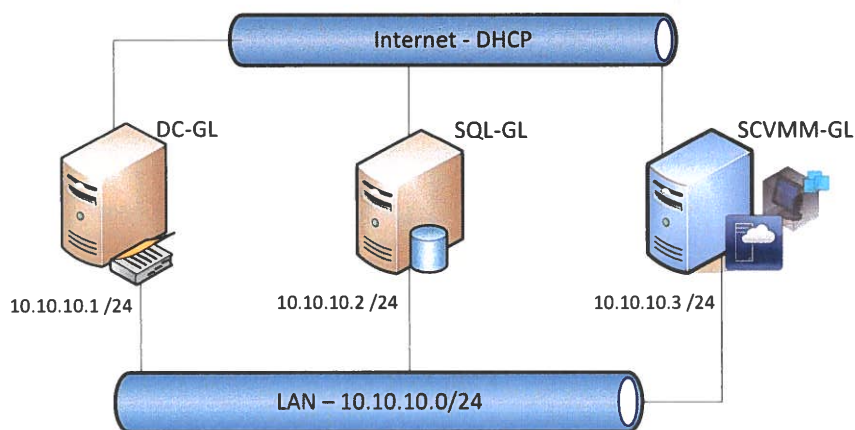 Internet - DHCP
DC-GL
SQL-GL
SCVMM-GL
10.10.10.1 /24
10.10.10.2 /24
10.10.10.3 /24
LAN – 10.10.10.0/24